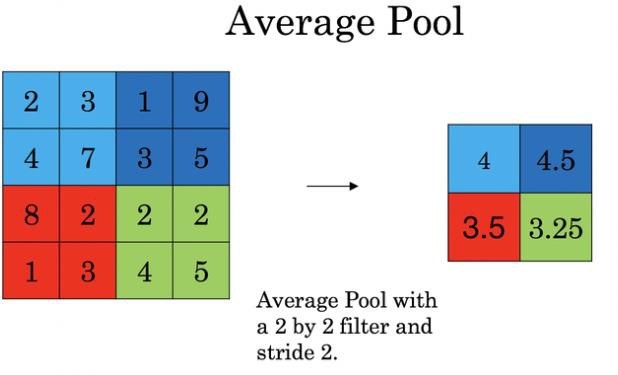 Average Pool
2 3 1 9
4 7 3 5
4 4.5
8 2 2 2
3.5 3.25
1 3 4 5
Average Pool with
a 2 by 2 filter and
stride 2.